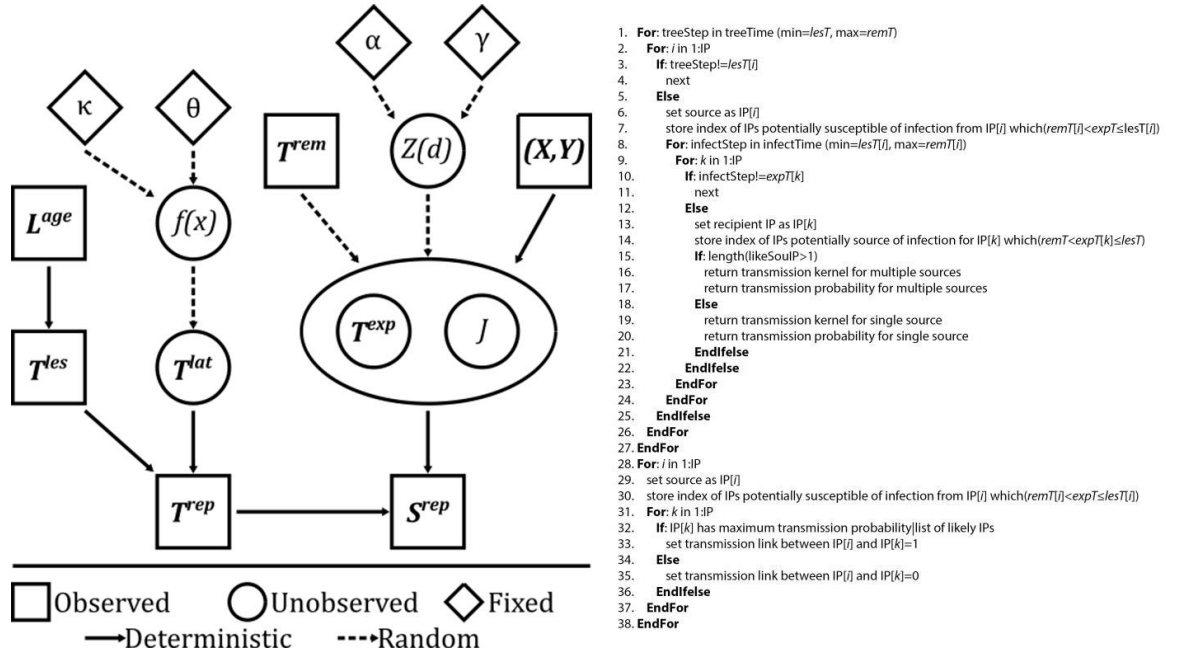 α
γ
κ
θ
T^rem
Z(d)
(X,Y)
L^age
f(x)
T^exp
J
T^les
T^lat
T^rep
S^rep
Observed
Unobserved
Fixed
Deterministic
Random
1. For: treeStep in treeTime (min=lesT, max=remT)
2. For: i in 1:IP
3. If: treeStep!=lesT[i]
4. next
5. Else
6. set source as IP[i]
7. store index of IPs potentially susceptible of infection from IP[i] which(remT[i]<expT≤lesT[i])
8. For: infectStep in infectTime (min=lesT[i], max=remT[i])
9. For: k in 1:IP
10. If: infectStep!=expT[k]
11. next
12. Else
13. set recipient IP as IP[k]
14. store index of IPs potentially source of infection for IP[k] which(remT<expT[k]≤lesT)
15. If: length(likeSouIP>1)
16. return transmission kernel for multiple sources
17. return transmission probability for multiple sources
18. Else
19. return transmission kernel for single source
20. return transmission probability for single source
21. EndIfelse
22. EndIfelse
23. EndFor
24. EndFor
25. EndIfelse
26. EndFor
27. EndFor
28. For: i in 1:IP
29. set source as IP[i]
30. store index of IPs potentially susceptible of infection from IP[i] which(remT[i]<expT≤lesT[i])
31. For: k in 1:IP
32. If: IP[k] has maximum transmission probability|list of likely IPs
33. set transmission link between IP[i] and IP[k]=1
34. Else
35. set transmission link between IP[i] and IP[k]=0
36. EndIfelse
37. EndFor
38. EndFor